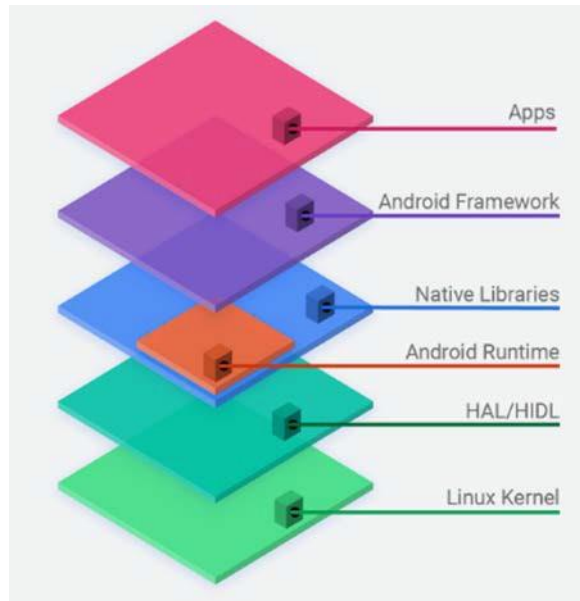 Apps
Android Framework
Native Libraries
Android Runtime
HAL/HIDL
Linux Kernel